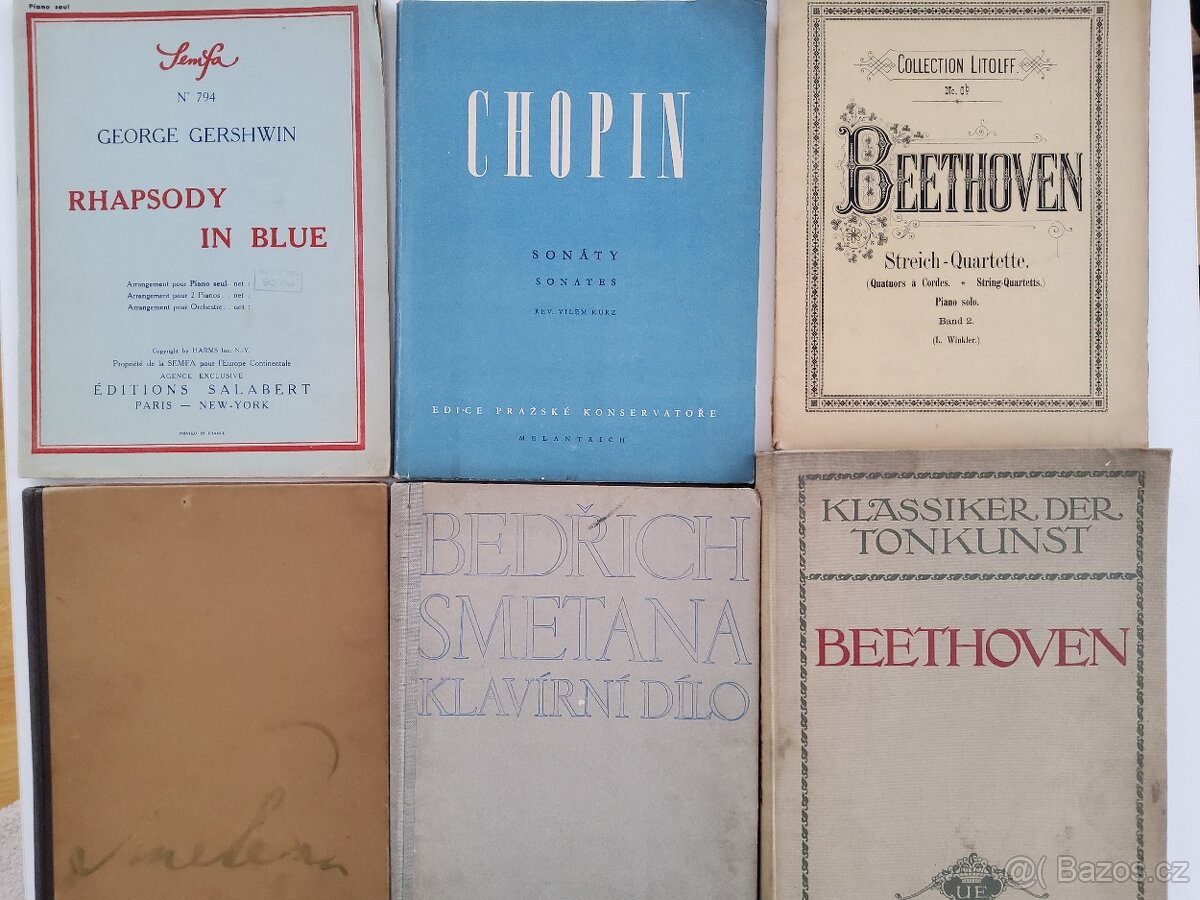 Piano seul
Semfa
N° 794
GEORGE GERSHWIN
RHAPSODY
IN BLUE
Arrangement pour Piano seul net :
Arrangement pour 2 Pianos net :
Arrangement pour Orchestre net :
Copyright by HARMS Inc. N.-Y.
Propriété de la SEMFA pour l'Europe Continentale
AGENCE EXCLUSIVE
ÉDITIONS SALABERT
PARIS — NEW-YORK
PRINTED IN FRANCE
CHOPIN
SONÁTY
SONATES
REV. VILÉM KURZ
EDICE PRAŽSKÉ KONSERVATOŘE
MELANTRICH
COLLECTION LITOLFF.
BEETHOVEN
Streich-Quartette.
(Quatuors à Cordes. * String-Quartetts.)
Piano solo.
Band 2.
(L. Winkler.)
Smetana
BEDŘICH
SMETANA
KLAVÍRNÍ DÍLO
KLASSIKER DER
TONKUNST
BEETHOVEN
UE
@( Bazos.cz